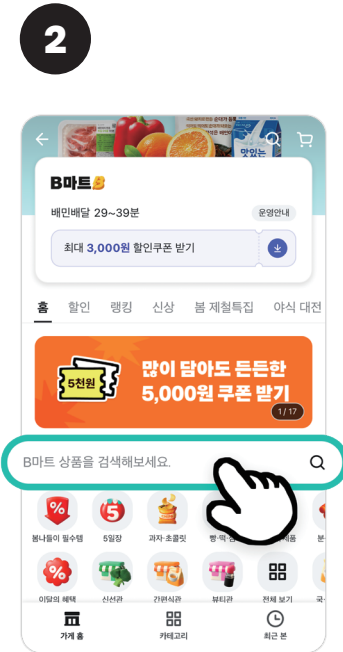 2
맛있는
B마트
배민배달 29~39분
운영안내
최대 3,000원 할인쿠폰 받기
홈 할인 랭킹 신상 봄 제철특집 야식 대전
5천원
많이 담아도 든든한
5,000원 쿠폰 받기
1/17
B마트 상품을 검색해보세요.
봄나들이 필수템 5일장 과자·초콜릿 빵·떡
이달의 혜택 신선관 간편식관 뷰티관 전체 보기
가게 홈 카테고리 최근 본